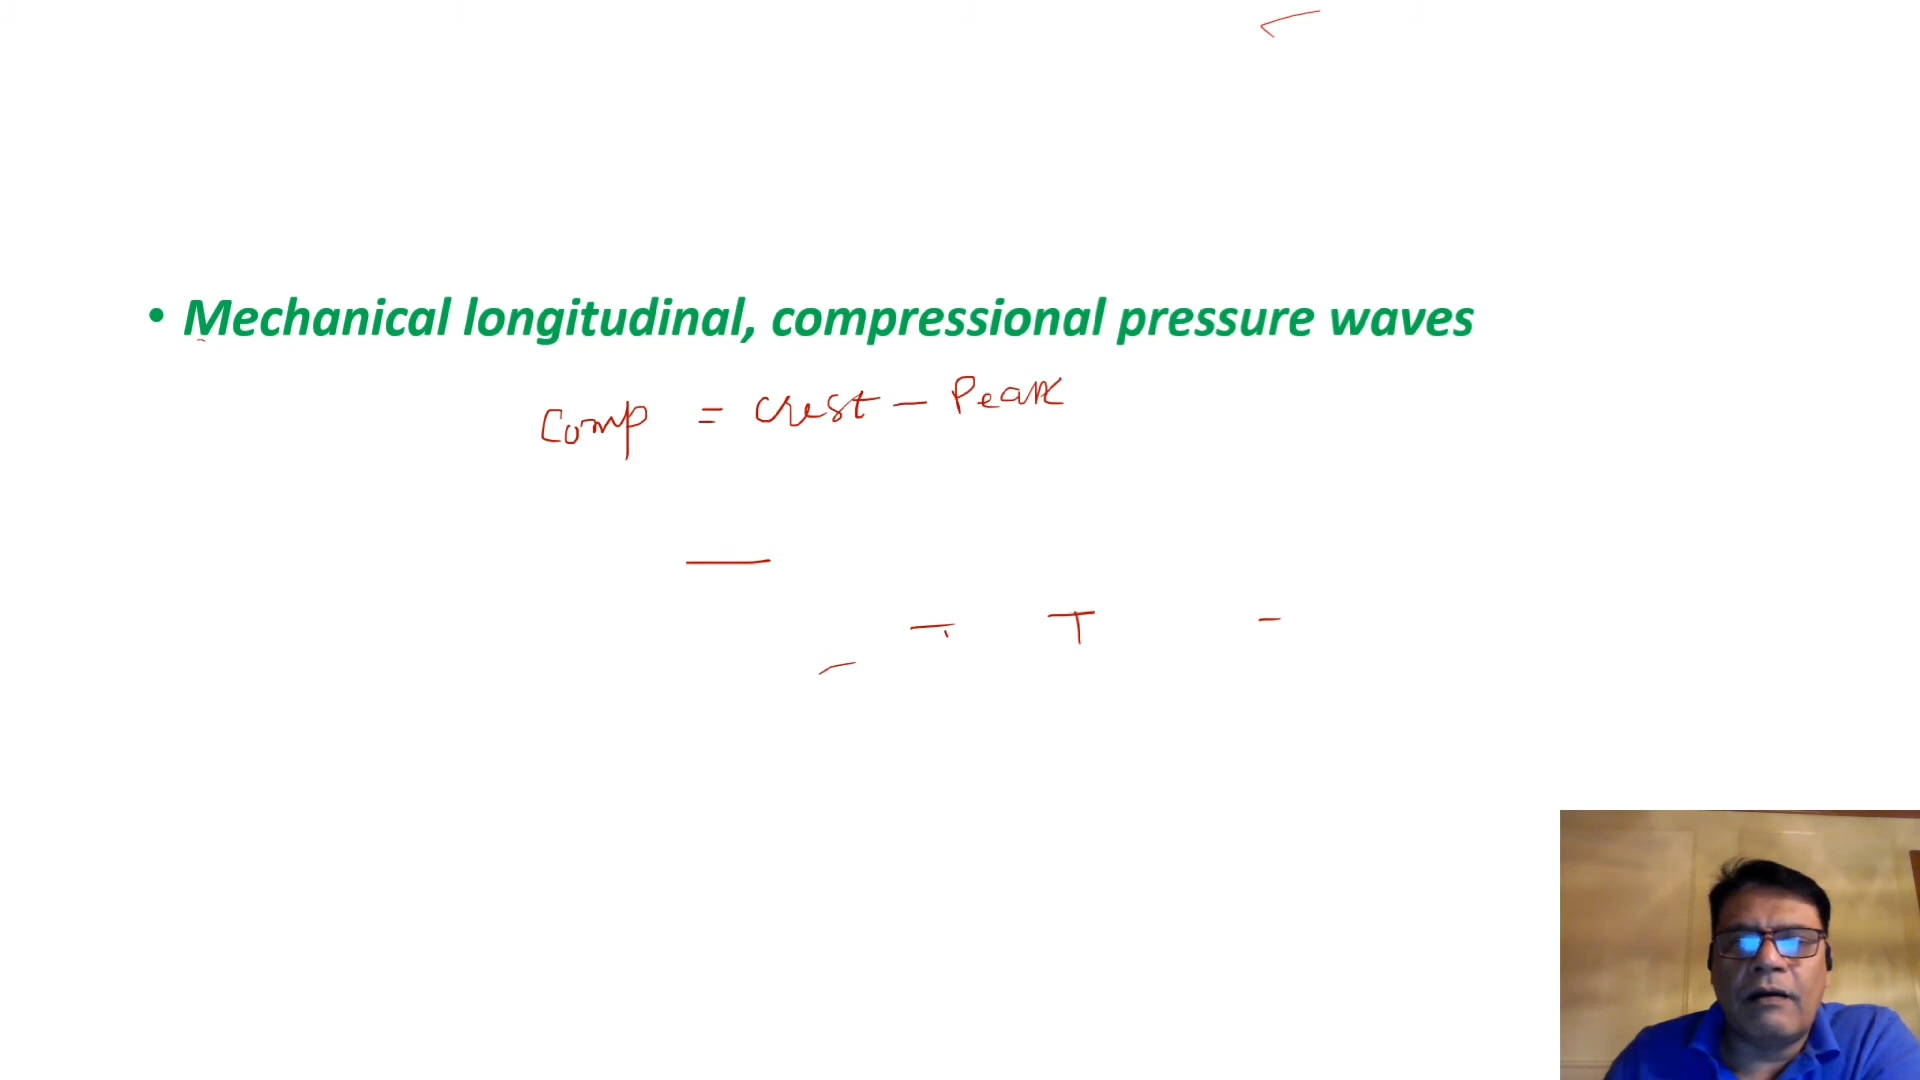 • Mechanical longitudinal, compressional pressure waves
Comp = Crest – Peak